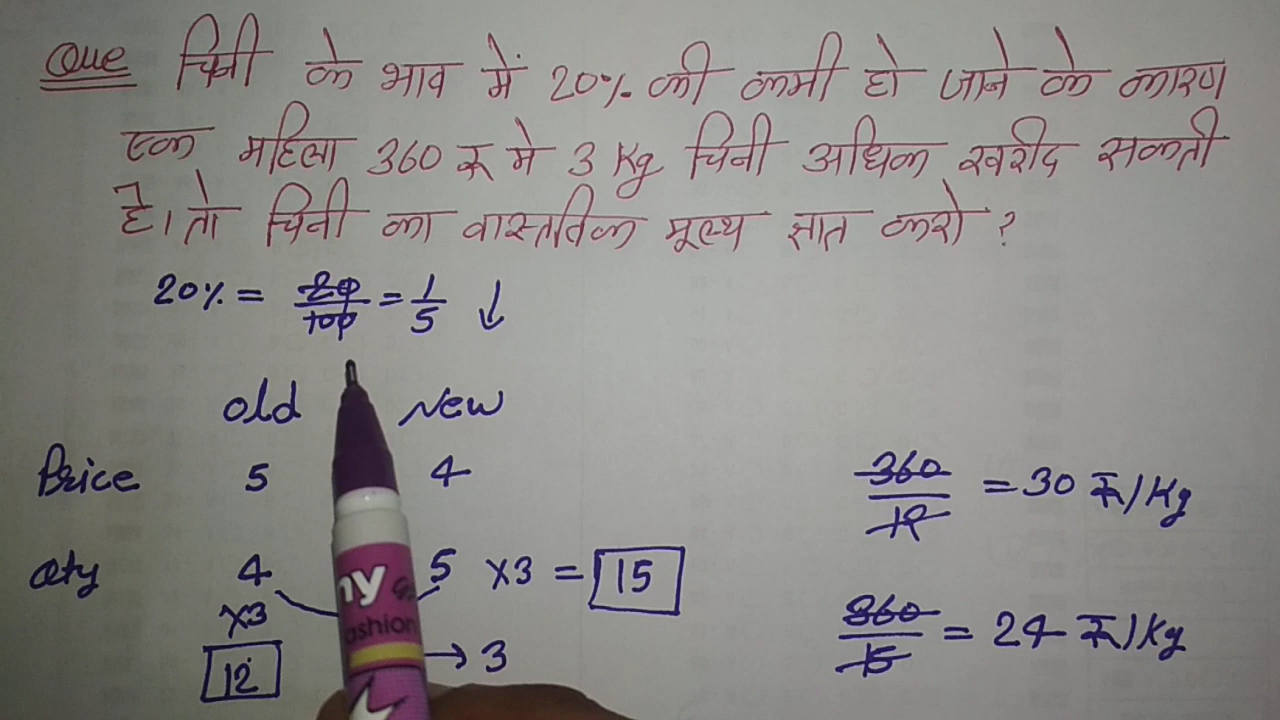 Que चिनी के भाव में 20% की कमी हो जाने के कारण
एक महिला 360 रू मे 3 Kg चिनी अधिक खरीद सकती
है। तो चिनी का वास्तविक मूल्य ज्ञात करो ?
20% = 20/100 = 1/5 ↓
Old New
Price 5 4
Qty 4 5 ×3 = 15
×3
12 → 3
360/12 = 30 रू/Kg
360/15 = 24 रू/Kg
ny
ashion